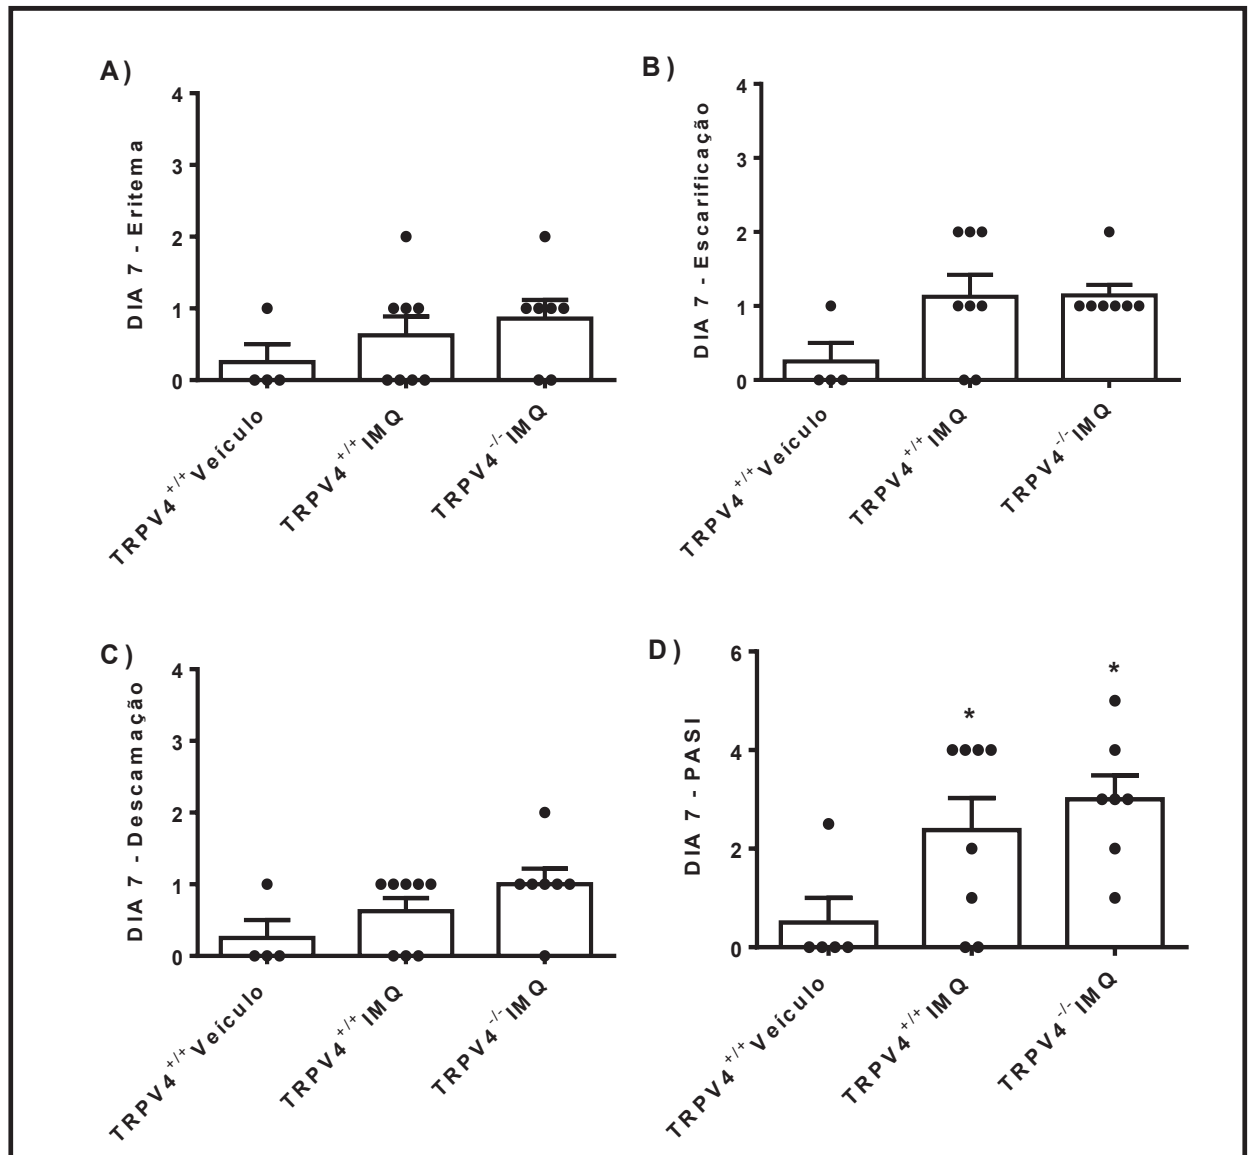 A)
DIA 7 - Eritema
4
3
2
1
0
TRPV4+/+ Veículo
TRPV4+/+ IMQ
TRPV4-/- IMQ
B)
DIA 7 - Escarificação
4
3
2
1
0
TRPV4+/+ Veículo
TRPV4+/+ IMQ
TRPV4-/- IMQ
C)
DIA 7 - Descamação
4
3
2
1
0
TRPV4+/+ Veículo
TRPV4+/+ IMQ
TRPV4-/- IMQ
D)
DIA 7 - PASI
6
4
2
0
*
*
TRPV4+/+ Veículo
TRPV4+/+ IMQ
TRPV4-/- IMQ